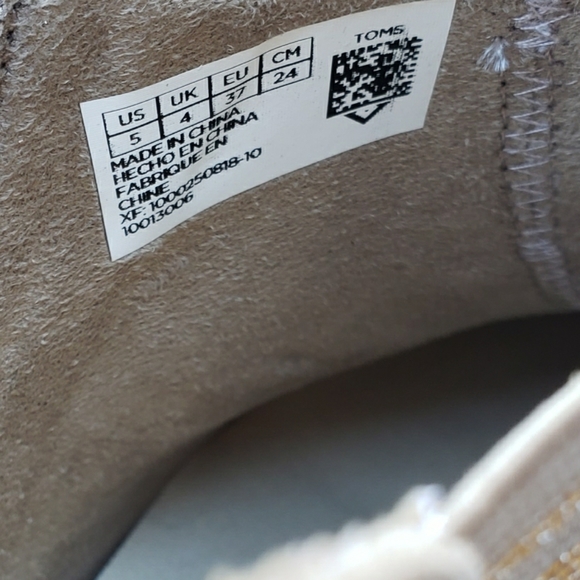 US UK EU CM
5 4 37 24
TOMS
MADE IN CHINA
HECHO EN CHINA
FABRIQUE EN
CHINE
XF: 1000250818-10
10013006